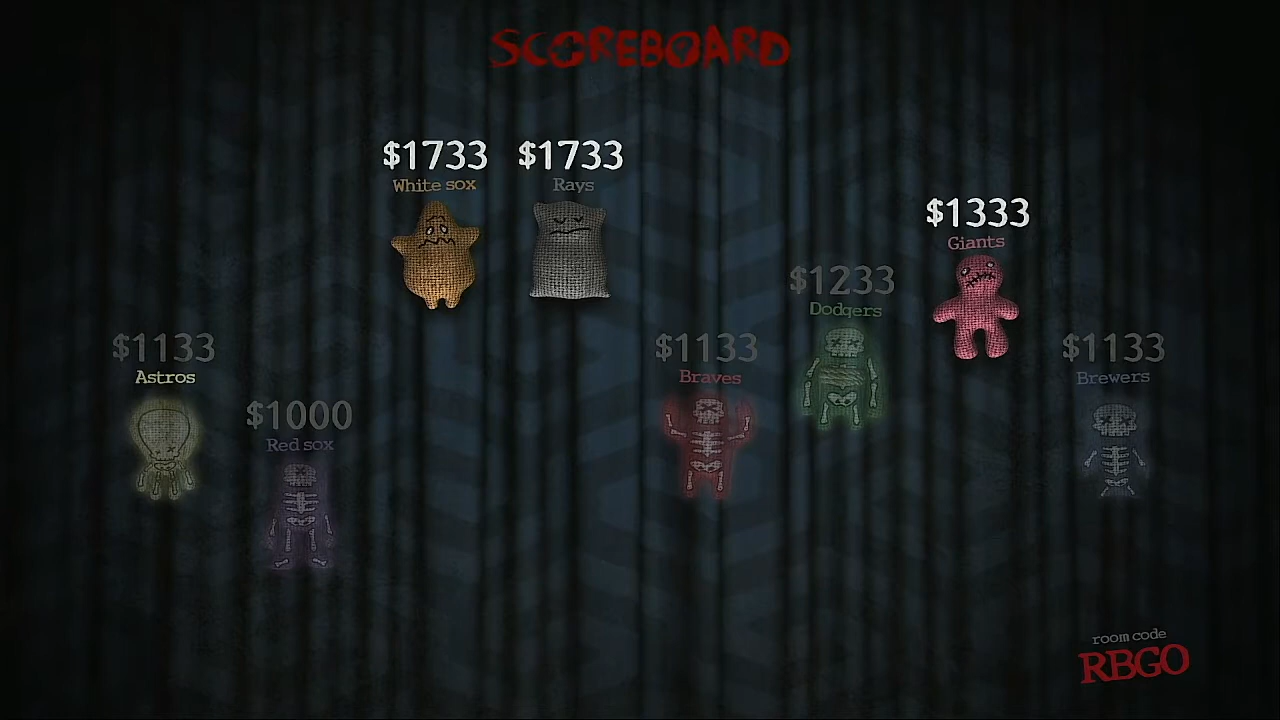 SCOREBOARD
$1733
White sox
$1733
Rays
$1333
Giants
$1233
Dodgers
$1133
Astros
$1133
Braves
$1133
Brewers
$1000
Red sox
room code
RBGO